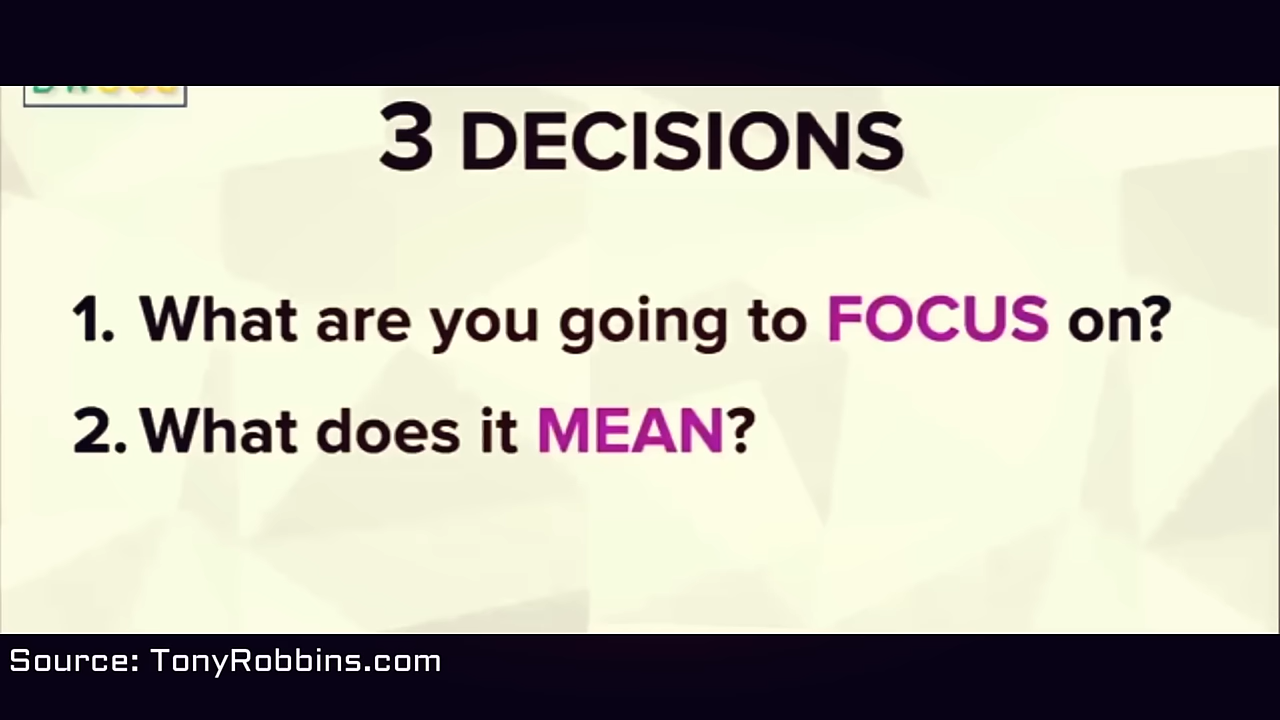 3 DECISIONS
1. What are you going to FOCUS on?
2. What does it MEAN?
Source: TonyRobbins.com